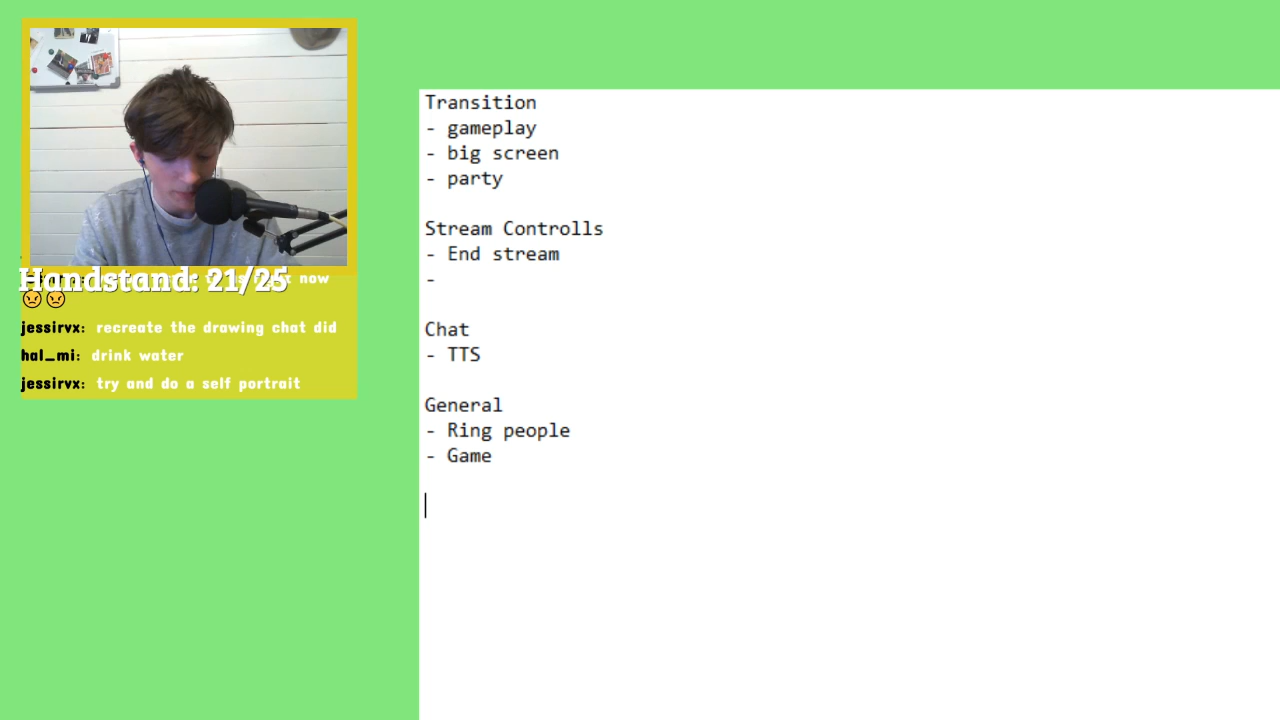 Handstand: 21/25
now
😡😡
jessirvx: recreate the drawing chat did
hal_mi: drink water
jessirvx: try and do a self portrait
Transition
- gameplay
- big screen
- party
Stream Controlls
- End stream
-
Chat
- TTS
General
- Ring people
- Game